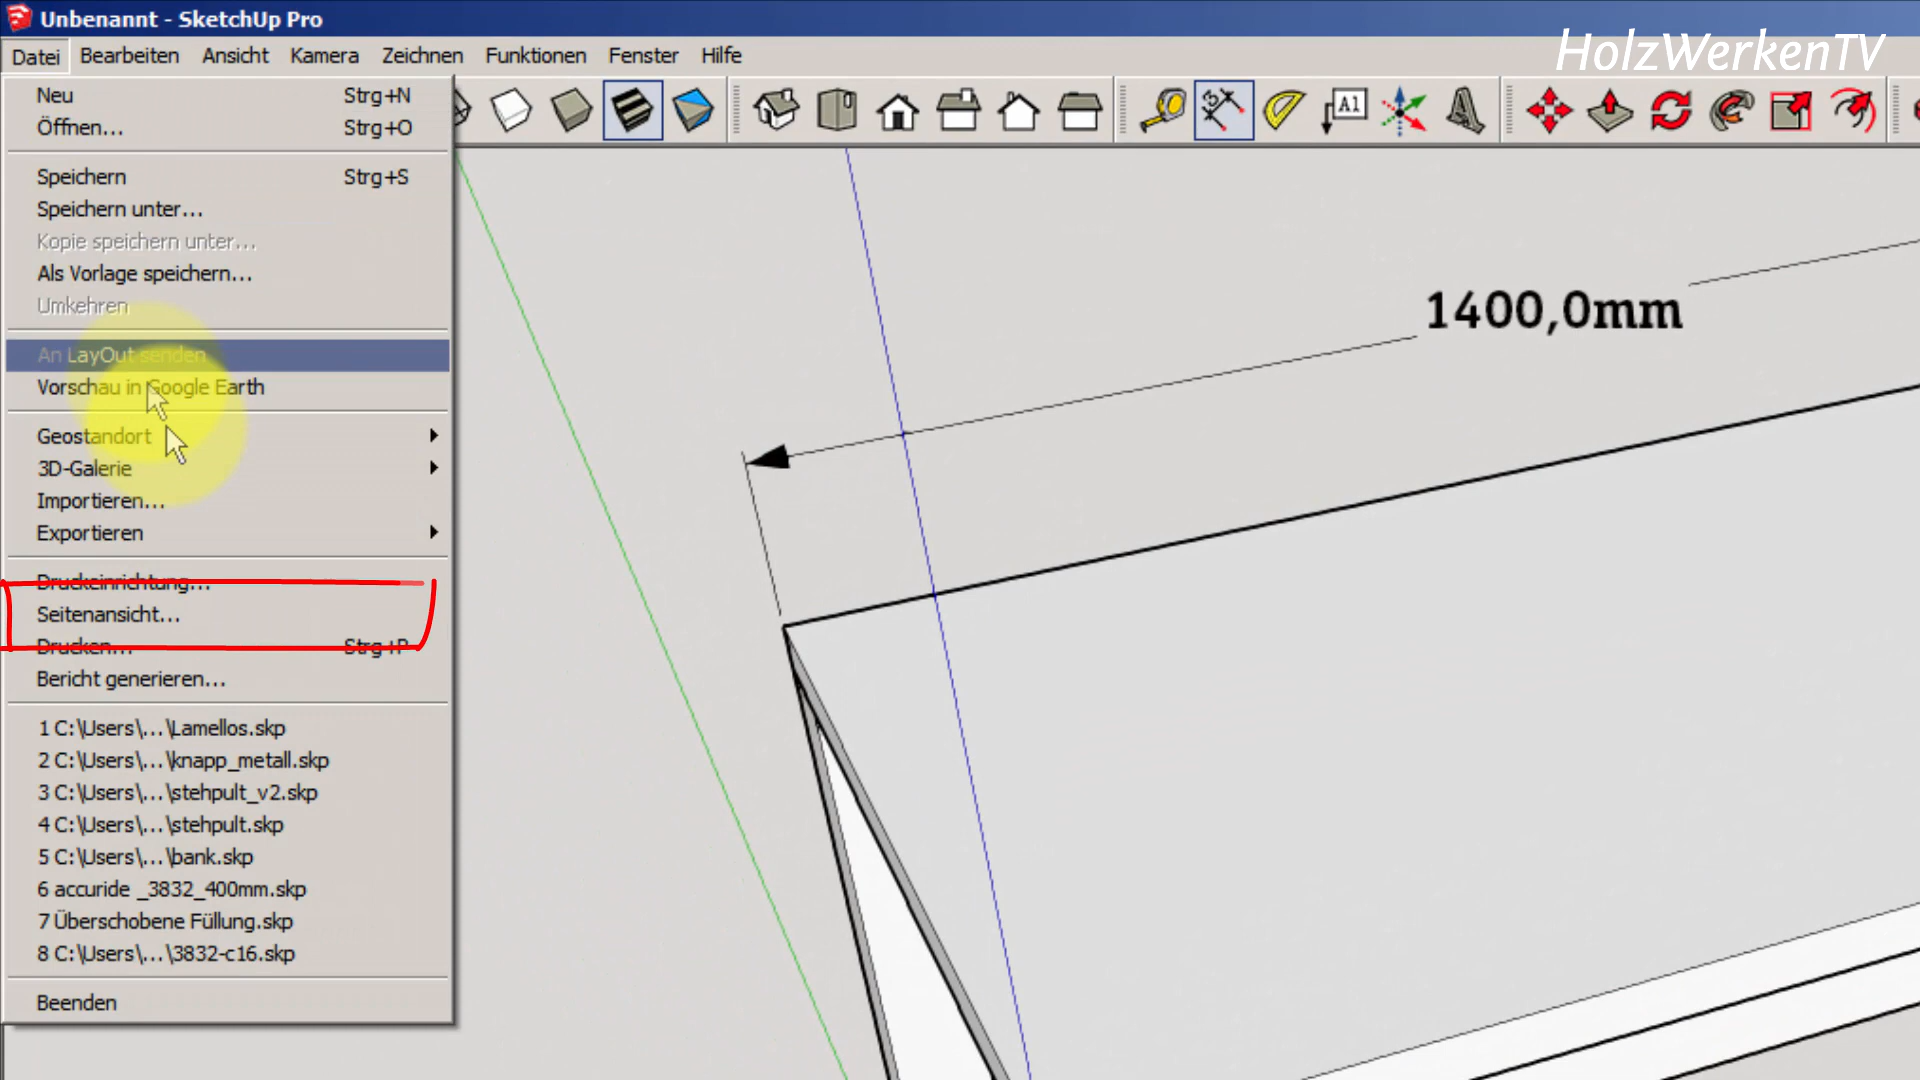 Unbenannt - SketchUp Pro
HolzWerkenTV
Datei Bearbeiten Ansicht Kamera Zeichnen Funktionen Fenster Hilfe
Neu Strg+N
Öffnen... Strg+O
Speichern Strg+S
Speichern unter...
Kopie speichern unter...
Als Vorlage speichern...
Umkehren
An LayOut senden
Vorschau in Google Earth
Geostandort
3D-Galerie
Importieren...
Exportieren
Druckeinrichtung...
Seitenansicht...
Drucken... Strg+P
Bericht generieren...
1 C:\Users\...\Lamellos.skp
2 C:\Users\...\knapp_metall.skp
3 C:\Users\...\stehpult_v2.skp
4 C:\Users\...\stehpult.skp
5 C:\Users\...\bank.skp
6 accuride _3832_400mm.skp
7 Überschobene Füllung.skp
8 C:\Users\...\3832-c16.skp
Beenden
A1
1400,0mm